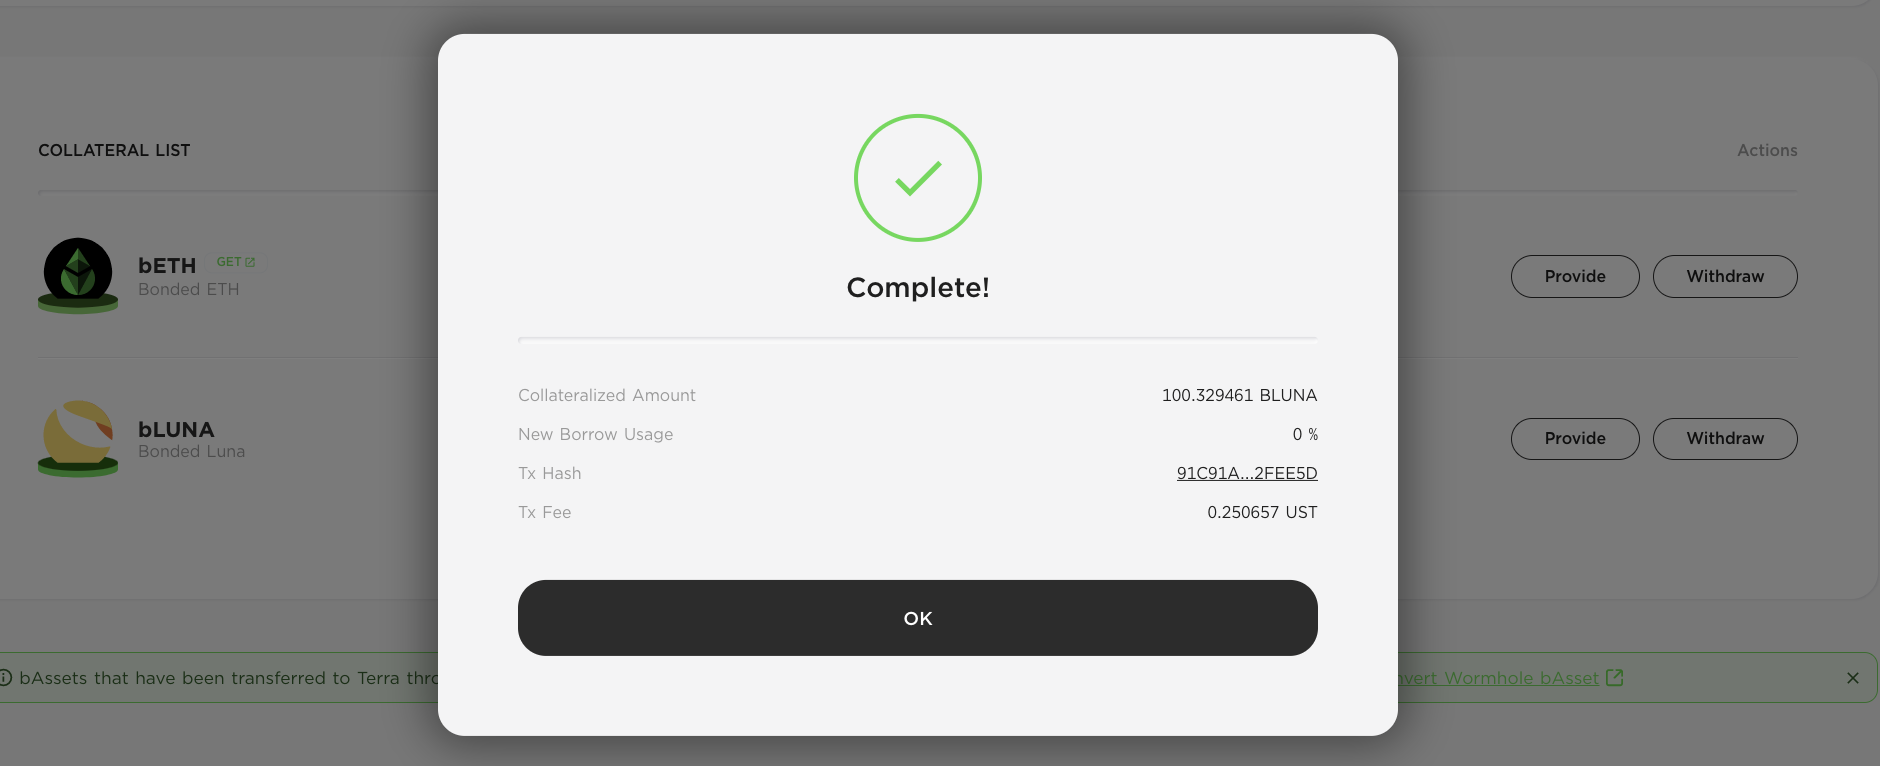 COLLATERAL LIST
Actions
bETH GET
Bonded ETH
Provide
Withdraw
bLUNA
Bonded Luna
Provide
Withdraw
Complete!
Collateralized Amount 100.329461 BLUNA
New Borrow Usage 0 %
Tx Hash 91C91A...2FEE5D
Tx Fee 0.250657 UST
OK
bAssets that have been transferred to Terra
Wormhole bAsset